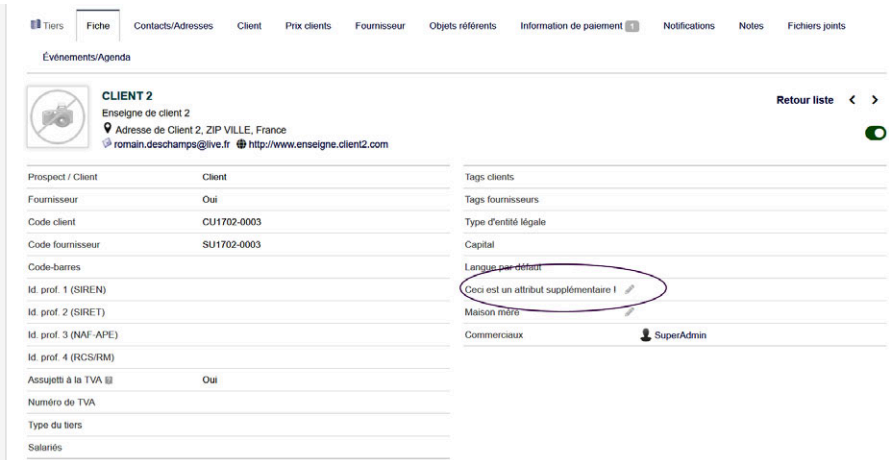 Tiers Fiche Contacts/Adresses Client Prix clients Fournisseur Objets référents Information de paiement 1 Notifications Notes Fichiers joints
Événements/Agenda
CLIENT 2
Enseigne de client 2
Adresse de Client 2, ZIP VILLE, France
romain.deschamps@live.fr http://www.enseigne.client2.com
Retour liste < >
Prospect / Client Client
Fournisseur Oui
Code client CU1702-0003
Code fournisseur SU1702-0003
Code-barres
Id. prof. 1 (SIREN)
Id. prof. 2 (SIRET)
Id. prof. 3 (NAF-APE)
Id. prof. 4 (RCS/RM)
Assujetti à la TVA Oui
Numéro de TVA
Type du tiers
Salariés
Tags clients
Tags fournisseurs
Type d'entité légale
Capital
Langue par défaut
Ceci est un attribut supplémentaire !
Maison mère
Commerciaux SuperAdmin